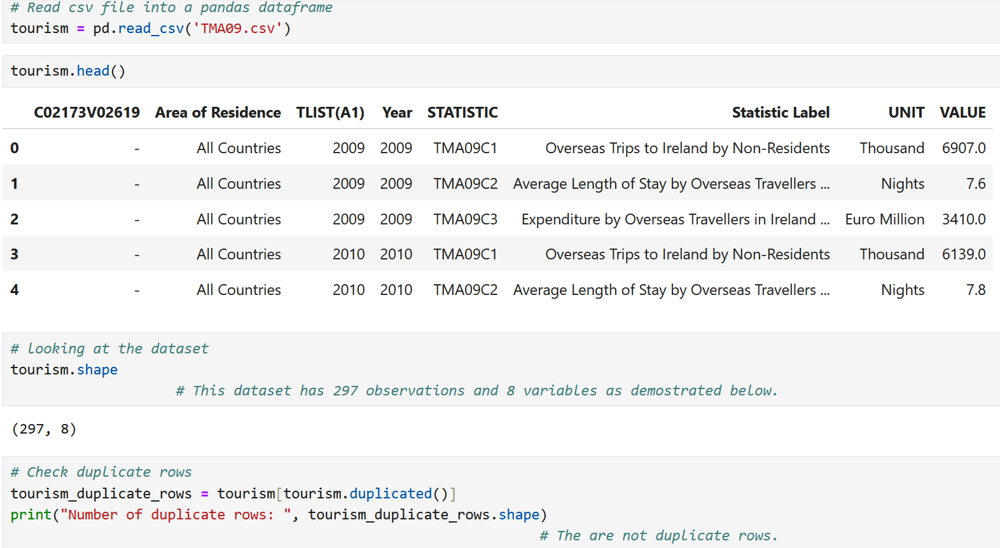 # Read csv file into a pandas dataframe
tourism = pd.read_csv('TMA09.csv')
tourism.head()
C02173V02619 Area of Residence TLIST(A1) Year STATISTIC Statistic Label UNIT VALUE
0 - All Countries 2009 2009 TMA09C1 Overseas Trips to Ireland by Non-Residents Thousand 6907.0
1 - All Countries 2009 2009 TMA09C2 Average Length of Stay by Overseas Travellers ... Nights 7.6
2 - All Countries 2009 2009 TMA09C3 Expenditure by Overseas Travellers in Ireland ... Euro Million 3410.0
3 - All Countries 2010 2010 TMA09C1 Overseas Trips to Ireland by Non-Residents Thousand 6139.0
4 - All Countries 2010 2010 TMA09C2 Average Length of Stay by Overseas Travellers ... Nights 7.8
# looking at the dataset
tourism.shape
# This dataset has 297 observations and 8 variables as demostrated below.
(297, 8)
# Check duplicate rows
tourism_duplicate_rows = tourism[tourism.duplicated()]
print("Number of duplicate rows: ", tourism_duplicate_rows.shape)
# The are not duplicate rows.